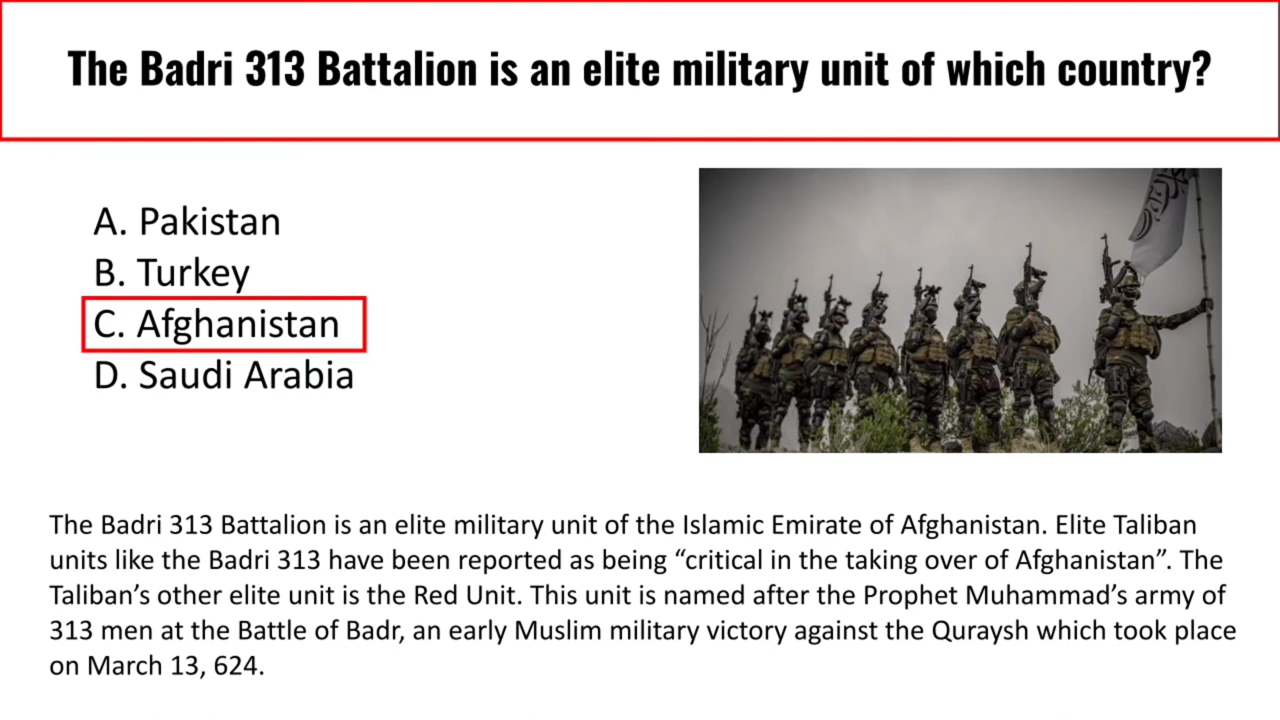 The Badri 313 Battalion is an elite military unit of which country?
A. Pakistan
B. Turkey
C. Afghanistan
D. Saudi Arabia
The Badri 313 Battalion is an elite military unit of the Islamic Emirate of Afghanistan. Elite Taliban
units like the Badri 313 have been reported as being “critical in the taking over of Afghanistan”. The
Taliban’s other elite unit is the Red Unit. This unit is named after the Prophet Muhammad’s army of
313 men at the Battle of Badr, an early Muslim military victory against the Quraysh which took place
on March 13, 624.